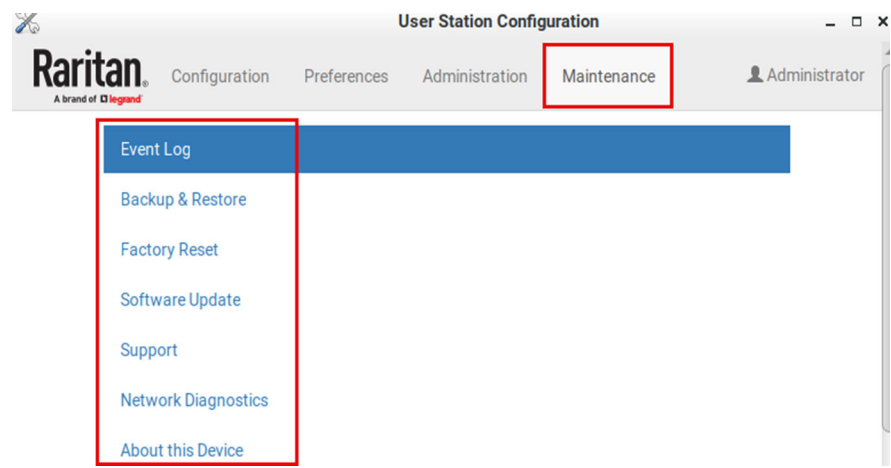 User Station Configuration
Raritan.
A brand of legrand
Configuration Preferences Administration Maintenance Administrator
Event Log
Backup & Restore
Factory Reset
Software Update
Support
Network Diagnostics
About this Device